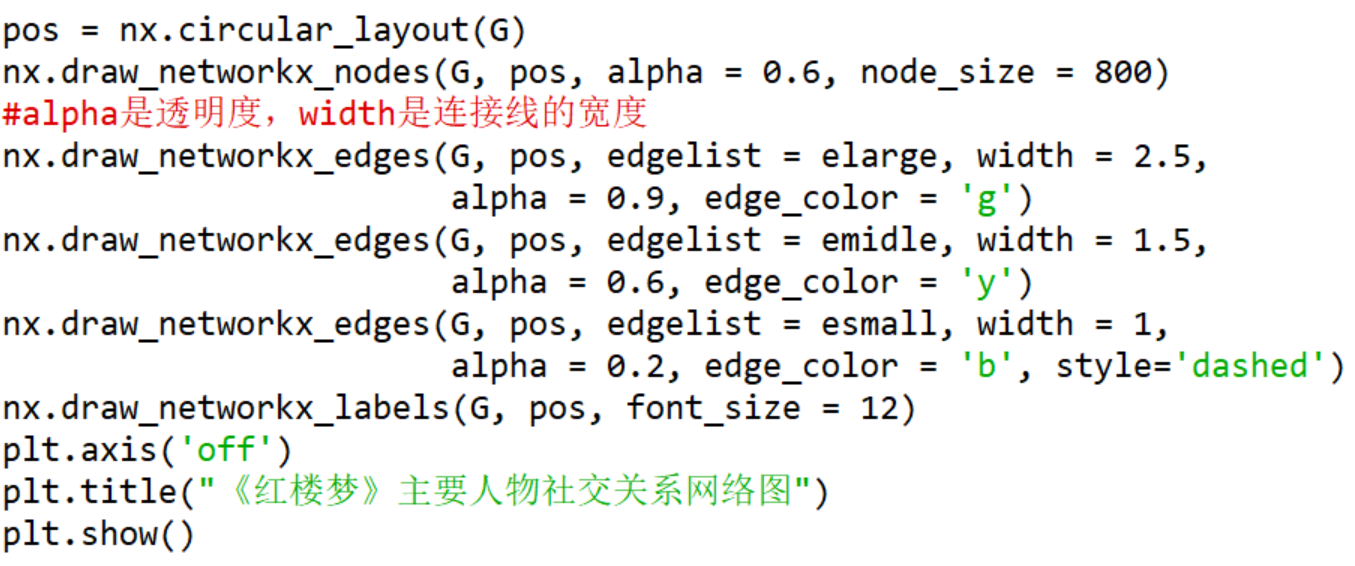 pos = nx.circular_layout(G)
nx.draw_networkx_nodes(G, pos, alpha = 0.6, node_size = 800)
#alpha是透明度，width是连接线的宽度
nx.draw_networkx_edges(G, pos, edgelist = elarge, width = 2.5,
                       alpha = 0.9, edge_color = 'g')
nx.draw_networkx_edges(G, pos, edgelist = emidle, width = 1.5,
                       alpha = 0.6, edge_color = 'y')
nx.draw_networkx_edges(G, pos, edgelist = esmall, width = 1,
                       alpha = 0.2, edge_color = 'b', style='dashed')
nx.draw_networkx_labels(G, pos, font_size = 12)
plt.axis('off')
plt.title("《红楼梦》主要人物社交关系网络图")
plt.show()